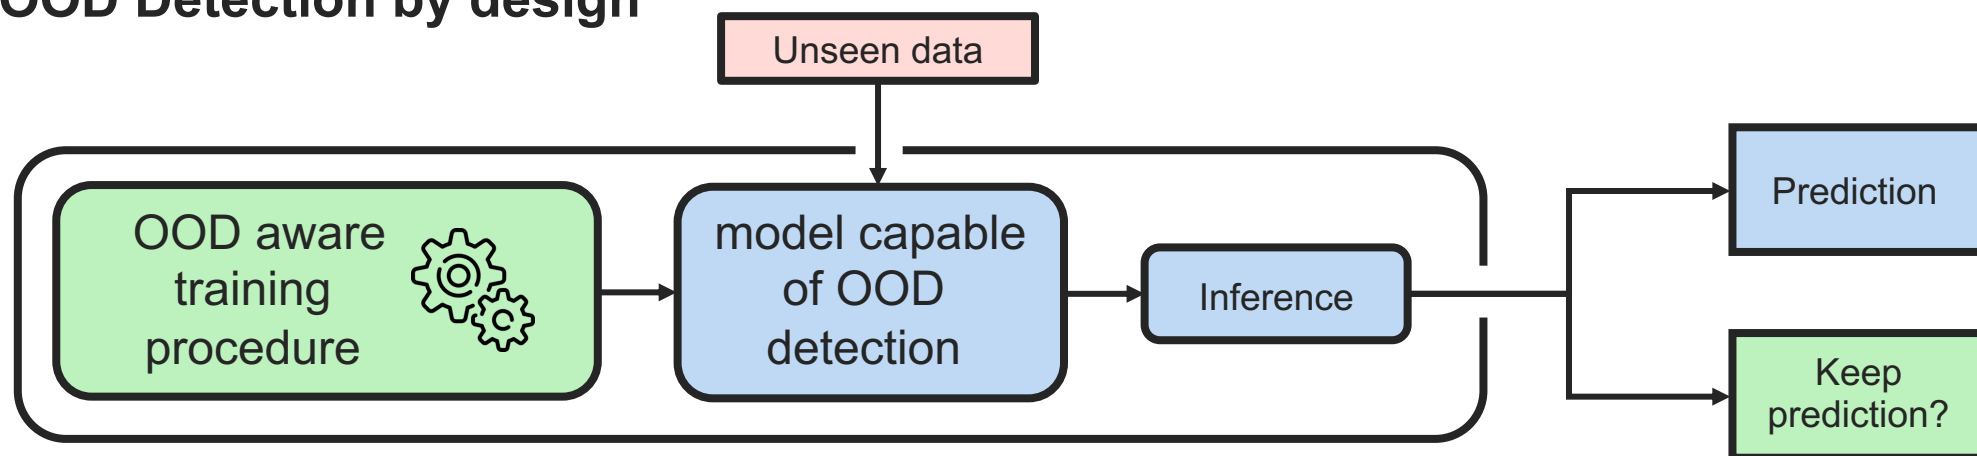 OOD Detection by design
Unseen data
OOD aware
training
procedure
model capable
of OOD
detection
Inference
Prediction
Keep
prediction?